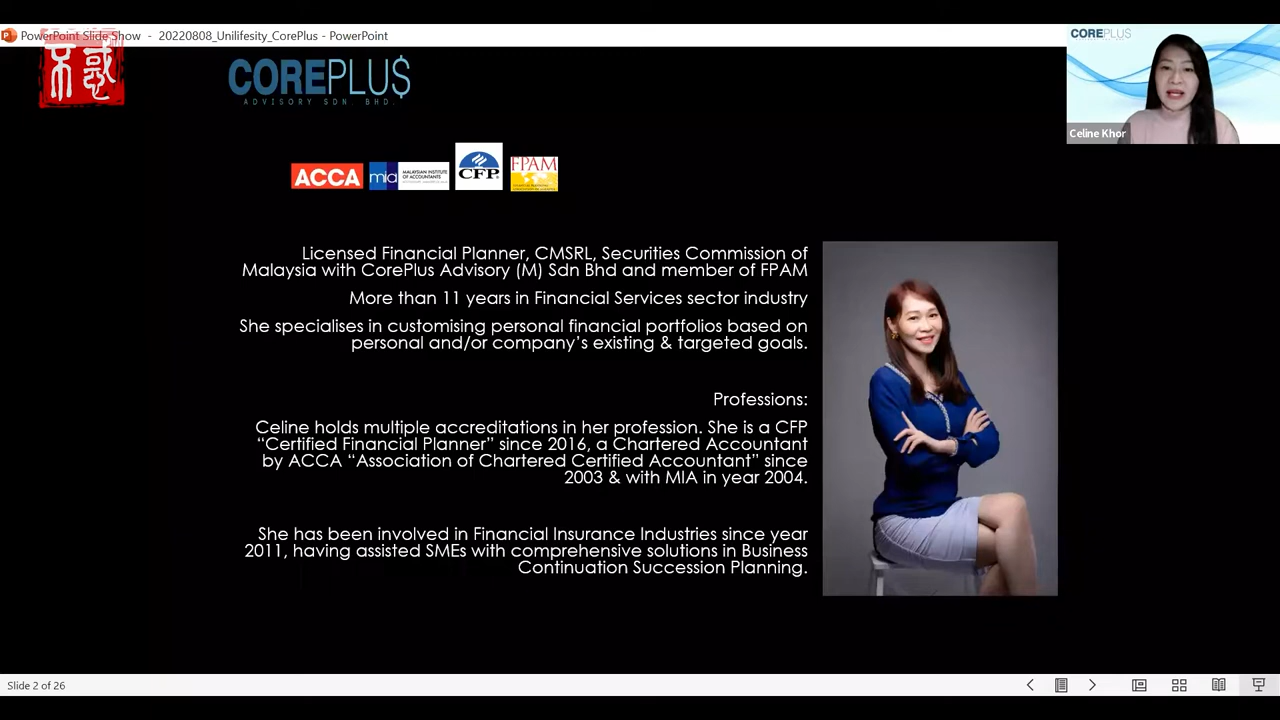 PowerPoint Slide Show - 20220808_Unilifesity_CorePlus - PowerPoint
不惑
COREPLU$
ADVISORY SDN. BHD.
COREPLUS
Celine Khor
ACCA
mia
MALAYSIAN INSTITUTE
OF ACCOUNTANTS
CFP
FPAM
Licensed Financial Planner, CMSRL, Securities Commission of
Malaysia with CorePlus Advisory (M) Sdn Bhd and member of FPAM
More than 11 years in Financial Services sector industry
She specialises in customising personal financial portfolios based on
personal and/or company’s existing & targeted goals.
Professions:
Celine holds multiple accreditations in her profession. She is a CFP
“Certified Financial Planner” since 2016, a Chartered Accountant
by ACCA “Association of Chartered Certified Accountant” since
2003 & with MIA in year 2004.
She has been involved in Financial Insurance Industries since year
2011, having assisted SMEs with comprehensive solutions in Business
Continuation Succession Planning.
Slide 2 of 26